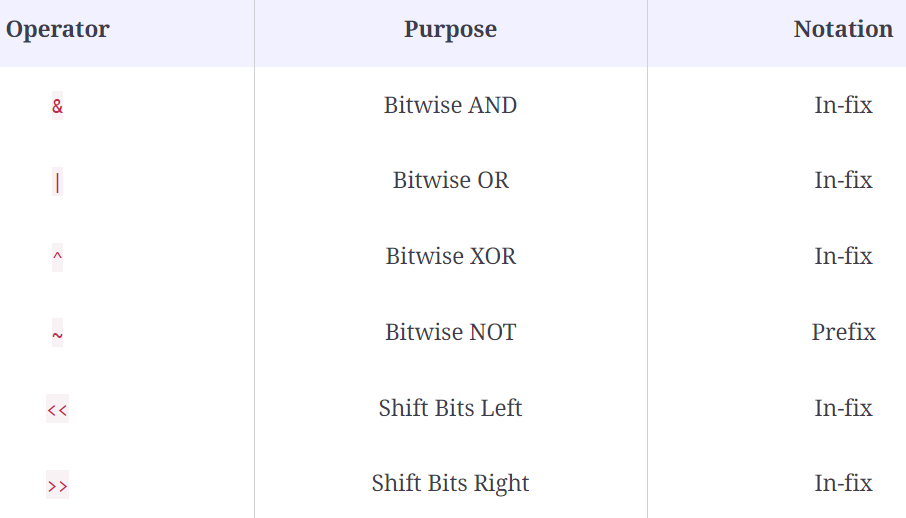 Operator Purpose Notation
& Bitwise AND In-fix
| Bitwise OR In-fix
^ Bitwise XOR In-fix
~ Bitwise NOT Prefix
<< Shift Bits Left In-fix
>> Shift Bits Right In-fix